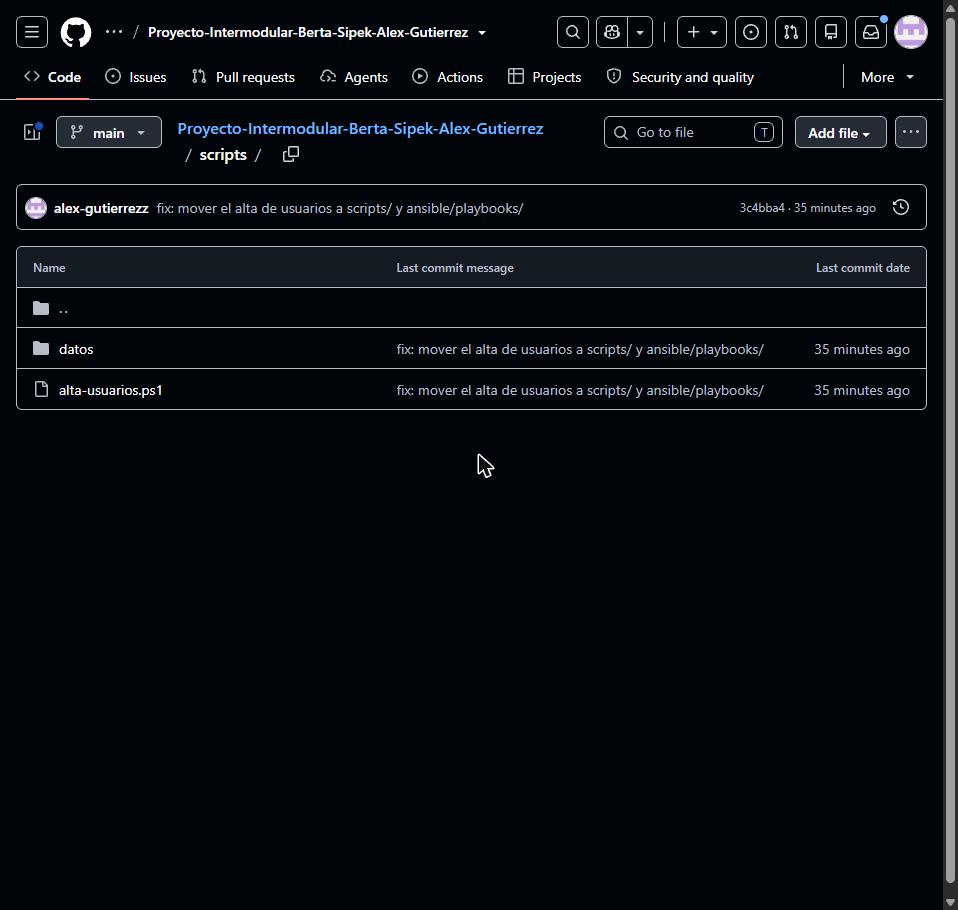 ... / Proyecto-Intermodular-Berta-Sipek-Alex-Gutierrez
Code Issues Pull requests Agents Actions Projects Security and quality More
main Proyecto-Intermodular-Berta-Sipek-Alex-Gutierrez / scripts / Go to file T Add file ...
alex-gutierrezz fix: mover el alta de usuarios a scripts/ y ansible/playbooks/ 3c4bba4 · 35 minutes ago
Name Last commit message Last commit date
..
datos fix: mover el alta de usuarios a scripts/ y ansible/playbooks/ 35 minutes ago
alta-usuarios.ps1 fix: mover el alta de usuarios a scripts/ y ansible/playbooks/ 35 minutes ago